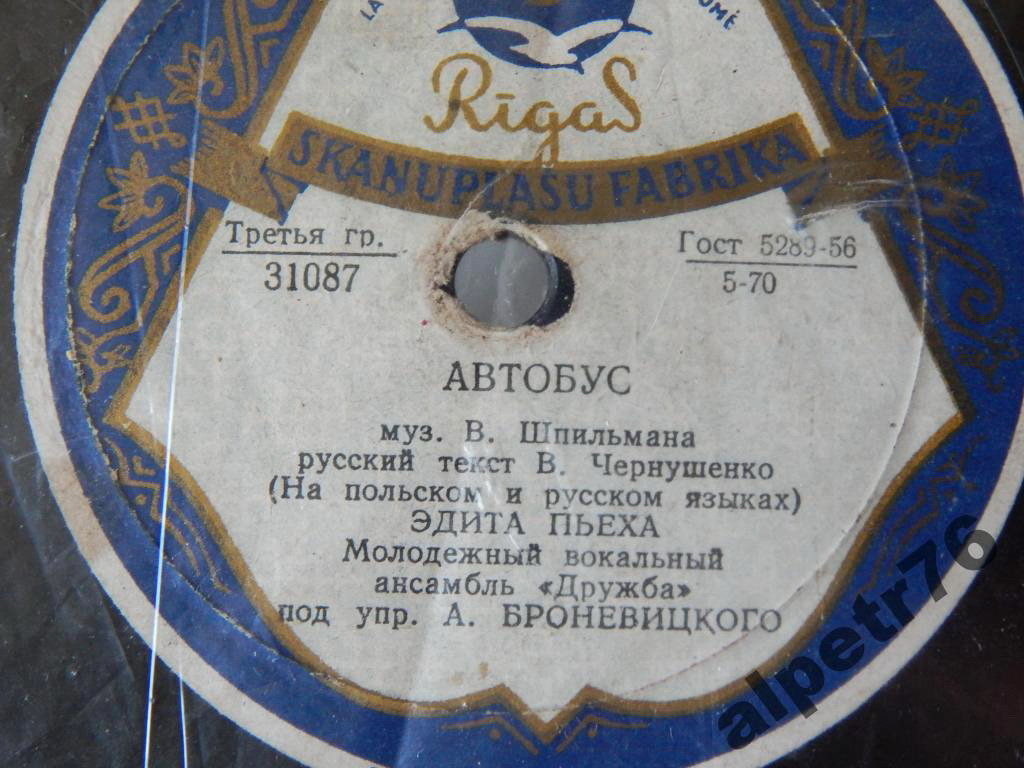 Rīgas
SKAŅUPLAŠU FABRIKA
Третья гр.
31087
Гост 5289-56
5-70
АВТОБУС
муз. В. Шпильмана
русский текст В. Чернушенко
(На польском и русском языках)
ЭДИТА ПЬЕХА
Молодежный вокальный
ансамбль «Дружба»
под упр. А. БРОНЕВИЦКОГО
alpetr76